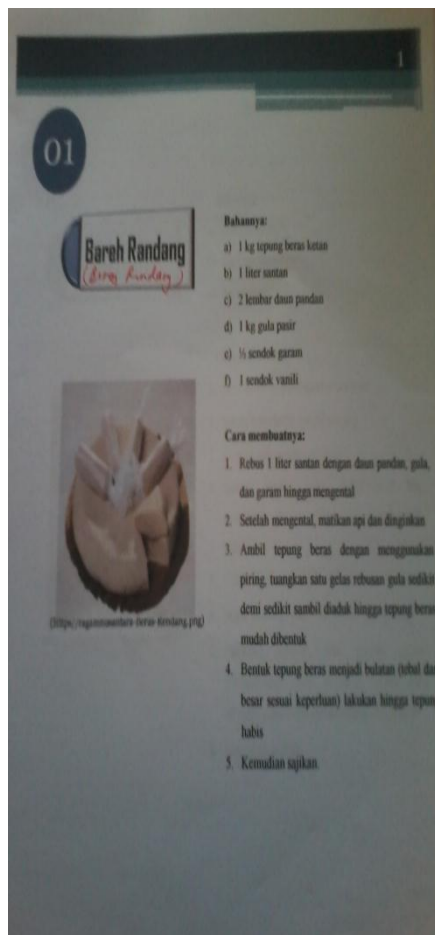 1
01
Bareh Randang
(Beras Rendang)
Bahannya:
a) 1 kg tepung beras ketan
b) 1 liter santan
c) 2 lembar daun pandan
d) 1 kg gula pasir
e) ½ sendok garam
f) 1 sendok vanili
Cara membuatnya:
1. Rebus 1 liter santan dengan daun pandan, gula,
dan garam hingga mengental
2. Setelah mengental, matikan api dan dinginkan
3. Ambil tepung beras dengan menggunakan
piring, tuangkan satu gelas rebusan gula sedikit
demi sedikit sambil diaduk hingga tepung beras
mudah dibentuk
4. Bentuk tepung beras menjadi bulatan (tebal dan
besar sesuai keperluan) lakukan hingga tepung
habis
5. Kemudian sajikan.